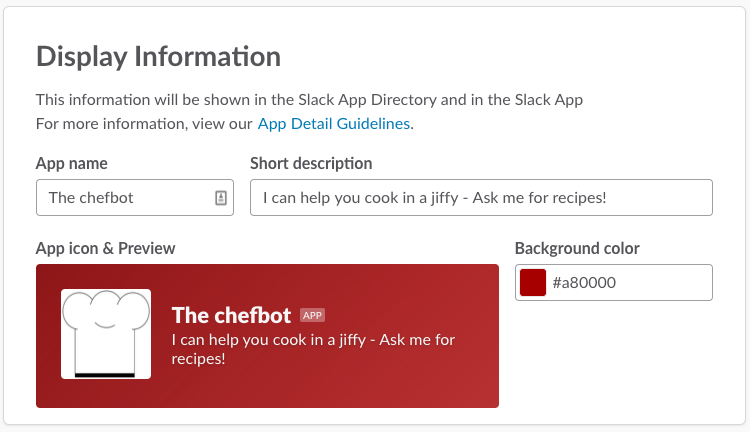 Display Information
This information will be shown in the Slack App Directory and in the Slack App
For more information, view our App Detail Guidelines.
App name
Short description
The chefbot
I can help you cook in a jiffy - Ask me for recipes!
App icon & Preview
Background color
The chefbot APP
I can help you cook in a jiffy - Ask me for
recipes!
#a80000